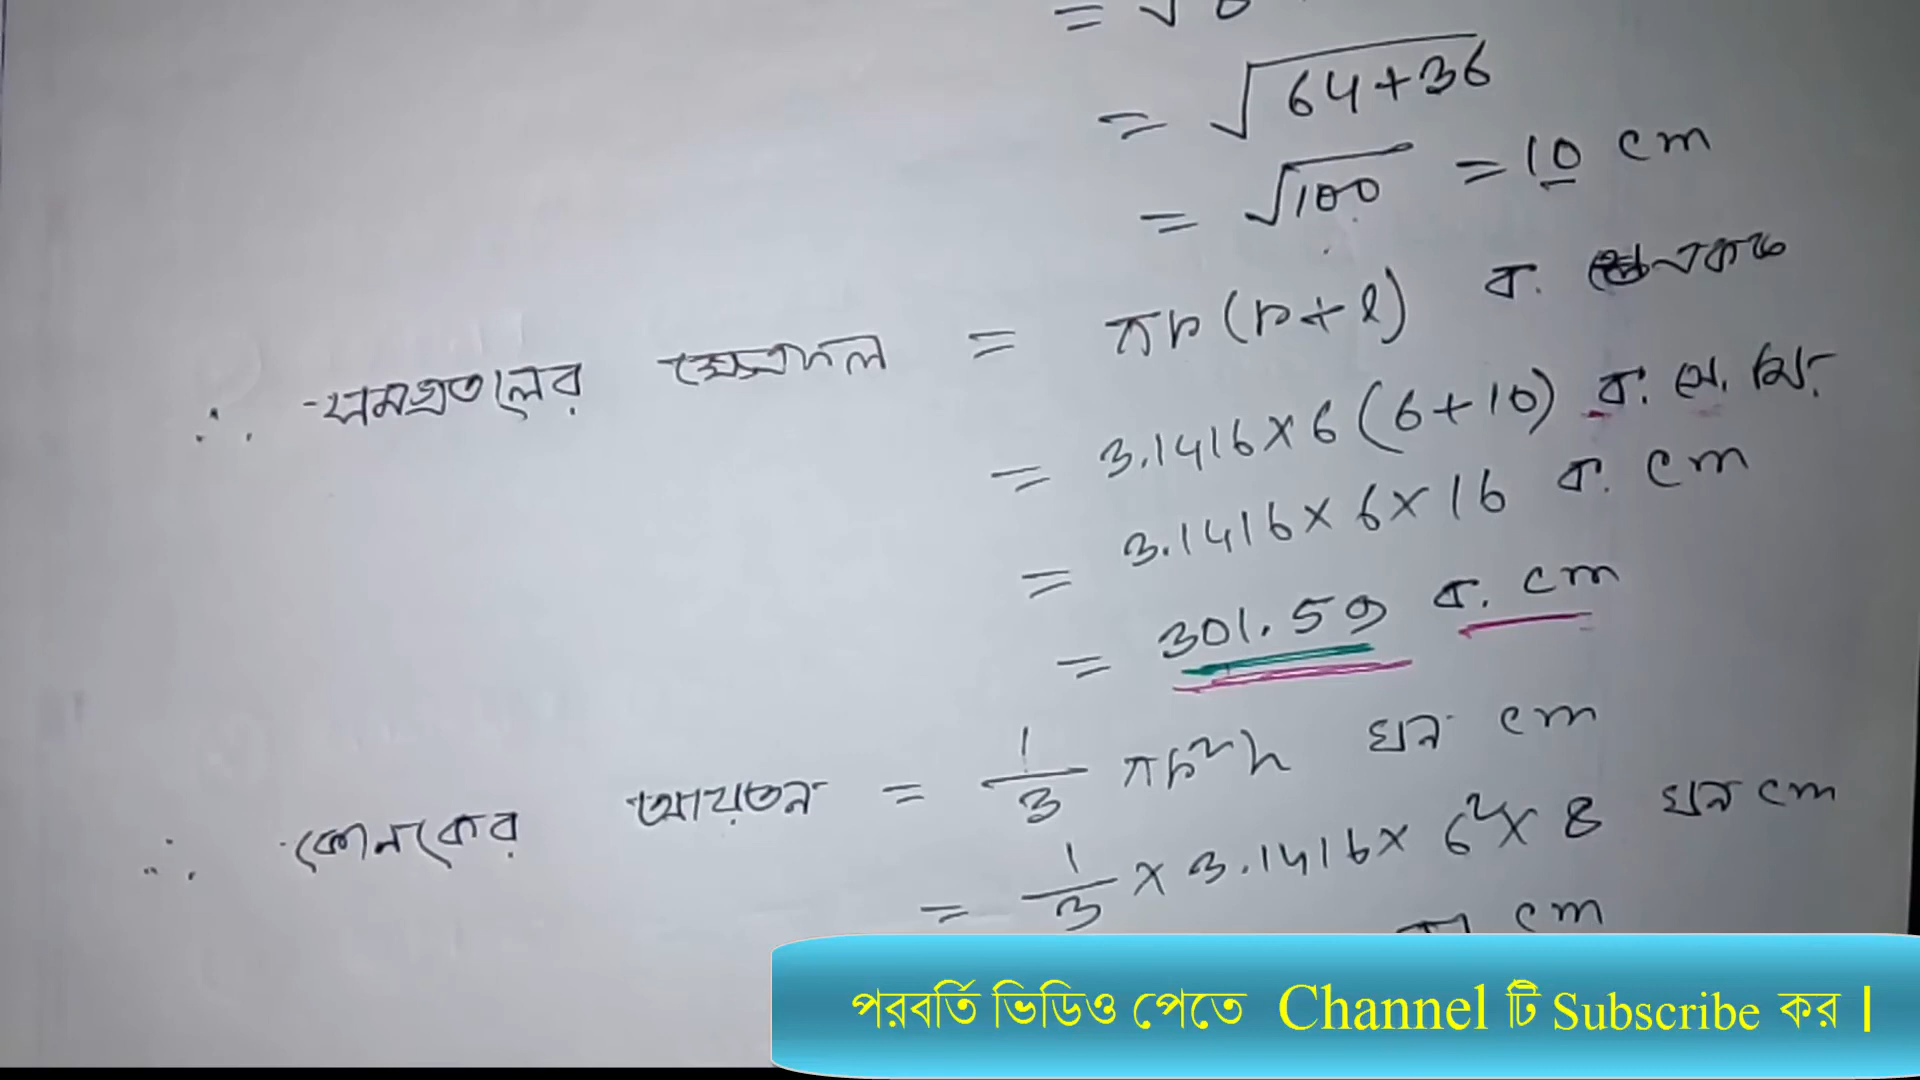 = √8
= √64+36
= √100 = 10 cm
∴ সমগ্রতলের ক্ষেত্রফল = πr(r+l) ব. একক
= 3.1416×6(6+10) ব. সে. মি.
= 3.1416×6×16 ব. cm
= 301.59 ব. cm
∴ কোনকের আয়তন = 1/3 πr²h ঘন cm
= 1/3 × 3.1416× 6²× 8 ঘন cm
cm
পরবর্তি ভিডিও পেতে Channel টি Subscribe কর ।